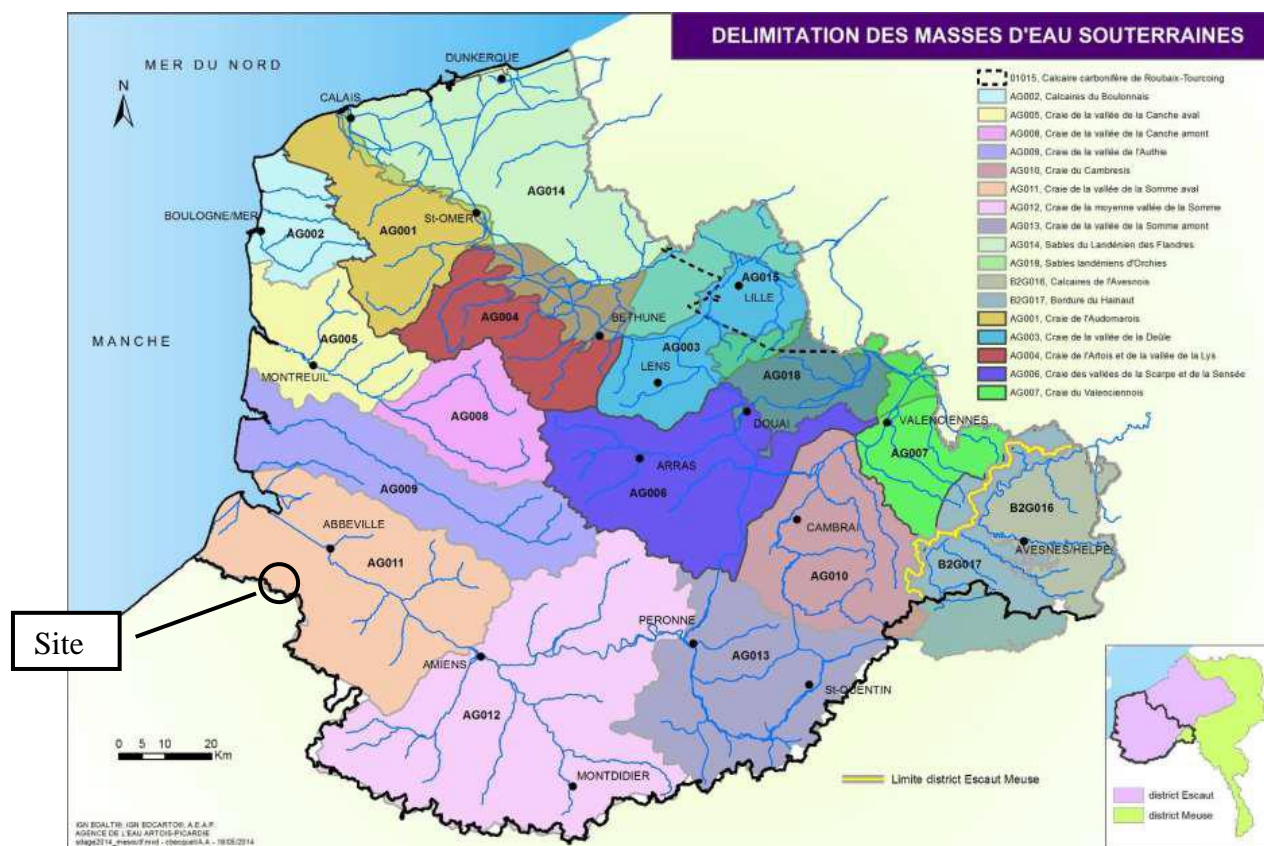 DELIMITATION DES MASSES D'EAU SOUTERRAINES
MER DU NORD
DUNKERQUE
N
CALAIS
01015, Calcaire carbonifère de Roubaix-Tourcoing
AG002, Calcaires du Boulonnais
AG005, Craie de la vallée de la Canche aval
AG008, Craie de la vallée de la Canche amont
AG009, Craie de la vallée de l'Authie
AG010, Craie du Cambresis
AG011, Craie de la vallée de la Somme aval
AG012, Craie de la moyenne vallée de la Somme
AG013, Craie de la vallée de la Somme amont
AG014, Sables du Landénien des Flandres
AG018, Sables landéniens d'Orchies
B2G016, Calcaires de l'Avesnois
B2G017, Bordure du Hainaut
AG001, Craie de l'Audomarois
AG003, Craie de la vallée de la Deûle
AG004, Craie de l'Artois et de la vallée de la Lys
AG006, Craie des vallées de la Scarpe et de la Sensée
AG007, Craie du Valenciennois
AG014
BOULOGNE/MER
St-OMER
AG002
AG001
AG015
LILLE
MANCHE
AG004
BETHUNE
AG005
AG003
MONTREUIL
LENS
AG018
AG008
DOUAI
VALENCIENNES
ARRAS
AG007
AG009
AG006
B2G016
ABBEVILLE
CAMBRAI
AVESNES/HELPE
AG011
AG010
B2G017
Site
PERONNE
AMIENS
AG013
St-QUENTIN
AG012
0 5 10 20
Km
MONTDIDIER
Limite district Escaut Meuse
district Escaut
district Meuse
AGENCE DE L'EAU ARTOIS-PICARDIE